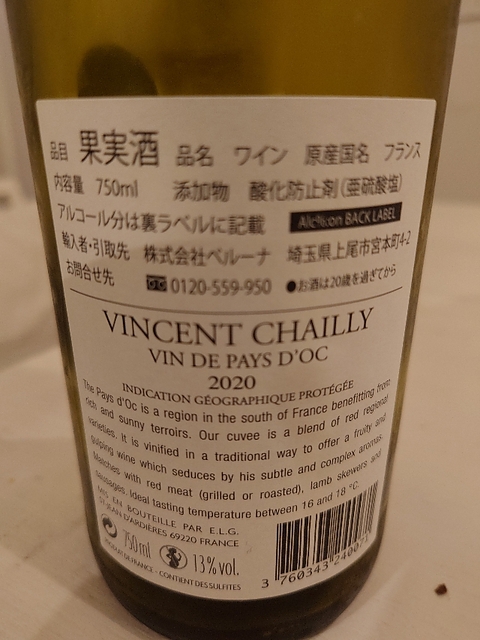 品目 果実酒 品名 ワイン 原産国名 フランス
内容量 750ml 添加物 酸化防止剤(亜硫酸塩)
アルコール分は裏ラベルに記載 Alc%on BACK LABEL
輸入者・引取先 株式会社ベルーナ 埼玉県上尾市宮本町4-2
お問合せ先 0120-559-950 ●お酒は20歳を過ぎてから
VINCENT CHAILLY
VIN DE PAYS D'OC
2020
INDICATION GÉOGRAPHIQUE PROTÉGÉE
The Pays d'Oc is a region in the south of France benefitting from
rich and sunny terroirs. Our cuvee is a blend of red regional
varieties. It is vinified in a traditional way to offer a fruity and
gulping wine which seduces by his subtle and complex aromas.
Matches with red meat (grilled or roasted), lamb skewers and
sausages. Ideal tasting temperature between 16 and 18 °C.
MIS EN BOUTEILLE PAR E.L.G.
ST-JEAN D'ARDIÈRES 69220 FRANCE
750 ml 13% vol.
PRODUIT DE FRANCE - CONTIENT DES SULFITES
3 760343 240071